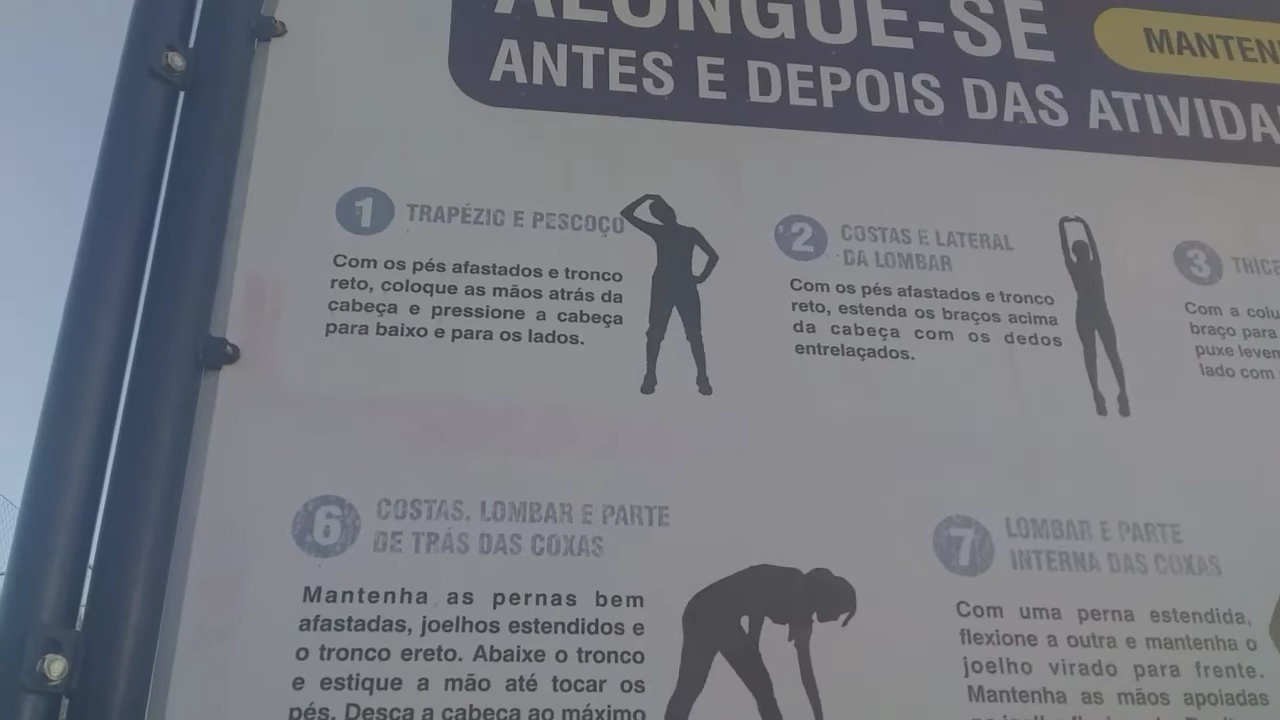 ALONGUE-SE
MANTEN
ANTES E DEPOIS DAS ATIVIDA
1 TRAPÉZIO E PESCOÇO
Com os pés afastados e tronco
reto, coloque as mãos atrás da
cabeça e pressione a cabeça
para baixo e para os lados.
2 COSTAS E LATERAL
DA LOMBAR
Com os pés afastados e tronco
reto, estenda os braços acima
da cabeça com os dedos
entrelaçados.
3 TRICE
Com a colu
braço para
puxe lever
lado com
6 COSTAS, LOMBAR E PARTE
DE TRÁS DAS COXAS
Mantenha as pernas bem
afastadas, joelhos estendidos e
o tronco ereto. Abaixe o tronco
e estique a mão até tocar os
pés. Desça a cabeça ao máximo
7 LOMBAR E PARTE
INTERNA DAS COXAS
Com uma perna estendida,
flexione a outra e mantenha o
joelho virado para frente.
Mantenha as mãos apoiadas